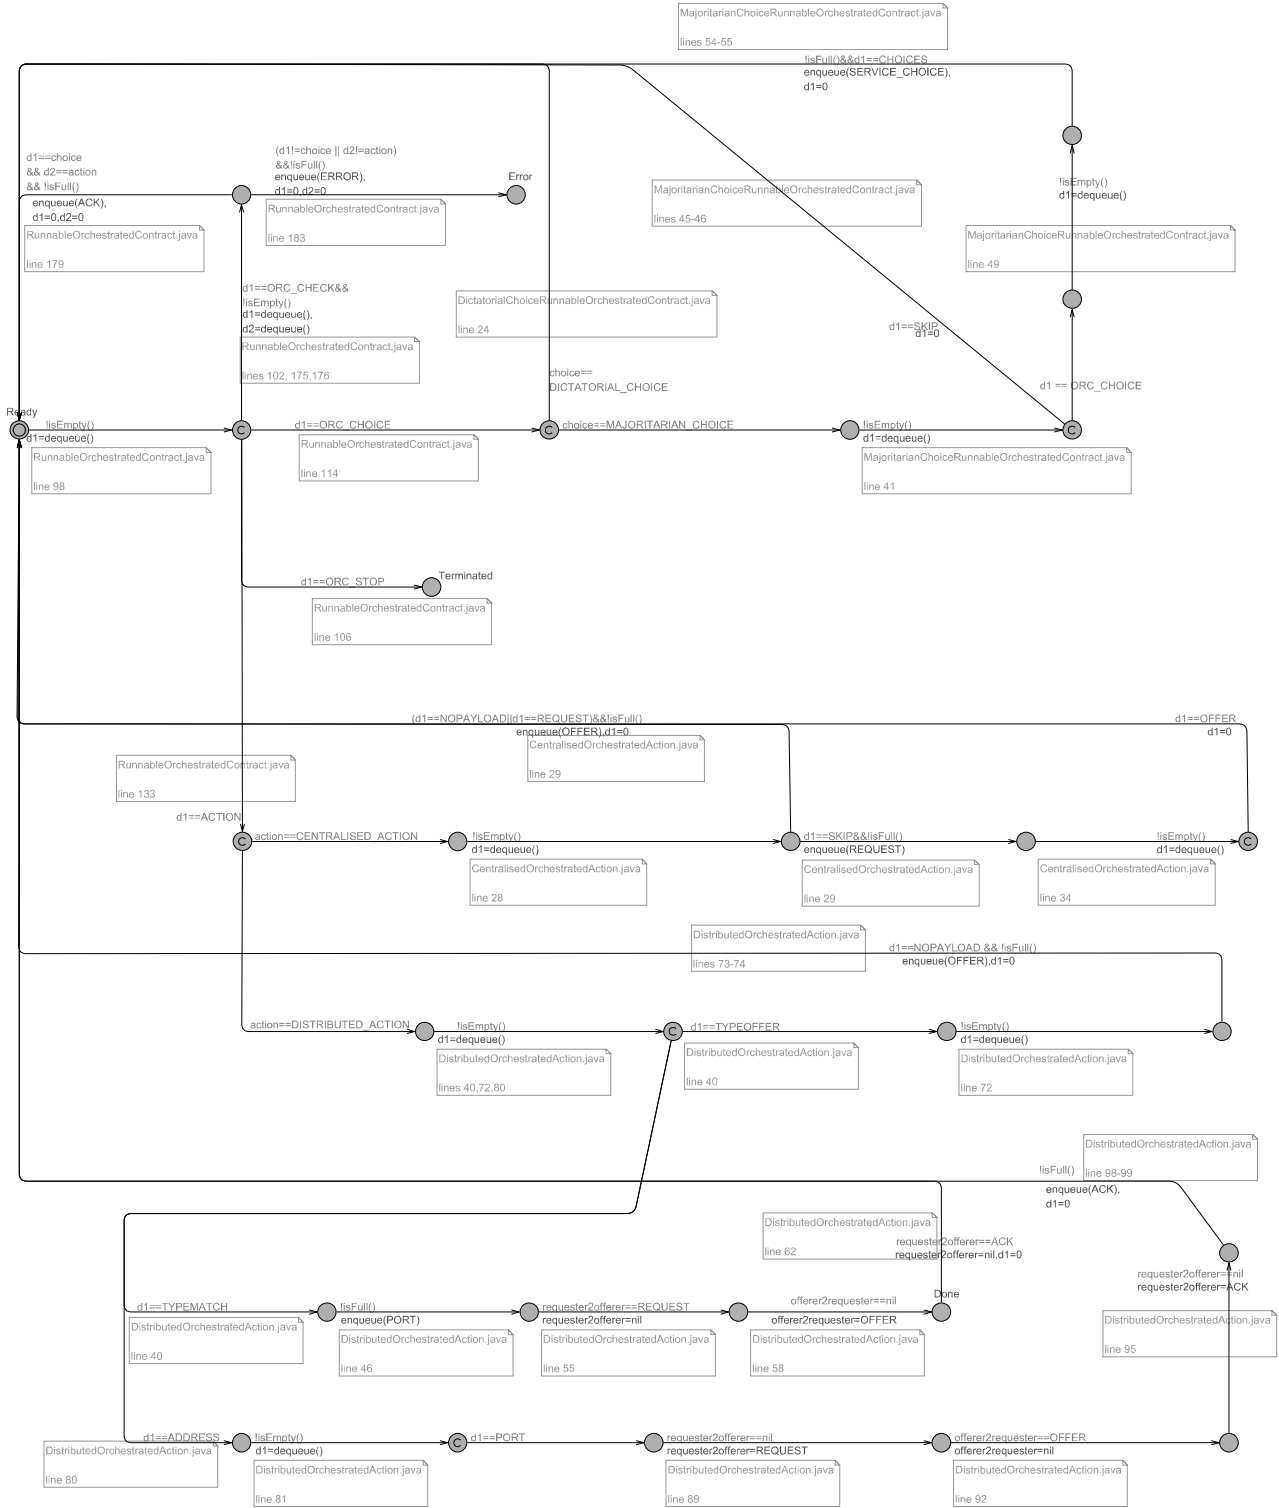 MajoritarianChoiceRunnableOrchestratedContract.java
lines 54-55
!isFull()&&d1==CHOICES
enqueue(SERVICE_CHOICE),
d1=0
d1==choice
&& d2==action
&& !isFull()
enqueue(ACK),
d1=0,d2=0
RunnableOrchestratedContract.java
line 179
(d1!=choice || d2!=action)
&&!isFull()
enqueue(ERROR),
d1=0,d2=0
Error
RunnableOrchestratedContract.java
line 183
MajoritarianChoiceRunnableOrchestratedContract.java
lines 45-46
!isEmpty()
d1=dequeue()
MajoritarianChoiceRunnableOrchestratedContract.java
line 49
d1==ORC_CHECK&&
!isEmpty()
d1=dequeue(),
d2=dequeue()
RunnableOrchestratedContract.java
lines 102, 175,176
DictatorialChoiceRunnableOrchestratedContract.java
line 24
d1==SKIP
d1=0
choice==
DICTATORIAL_CHOICE
d1 == ORC_CHOICE
Ready
!isEmpty()
d1=dequeue()
RunnableOrchestratedContract.java
line 98
C
d1==ORC_CHOICE
RunnableOrchestratedContract.java
line 114
C
choice==MAJORITARIAN_CHOICE
!isEmpty()
d1=dequeue()
MajoritarianChoiceRunnableOrchestratedContract.java
line 41
C
d1==ORC_STOP
Terminated
RunnableOrchestratedContract.java
line 106
(d1==NOPAYLOAD||d1==REQUEST)&&!isFull()
enqueue(OFFER),d1=0
CentralisedOrchestratedAction.java
line 29
d1==OFFER
d1=0
RunnableOrchestratedContract.java
line 133
d1==ACTION
C
action==CENTRALISED_ACTION
!isEmpty()
d1=dequeue()
CentralisedOrchestratedAction.java
line 28
d1==SKIP&&!isFull()
enqueue(REQUEST)
CentralisedOrchestratedAction.java
line 29
!isEmpty()
d1=dequeue()
CentralisedOrchestratedAction.java
line 34
C
DistributedOrchestratedAction.java
lines 73-74
d1==NOPAYLOAD && !isFull()
enqueue(OFFER),d1=0
action==DISTRIBUTED_ACTION
!isEmpty()
d1=dequeue()
DistributedOrchestratedAction.java
lines 40,72,80
C
d1==TYPEOFFER
DistributedOrchestratedAction.java
line 40
!isEmpty()
d1=dequeue()
DistributedOrchestratedAction.java
line 72
DistributedOrchestratedAction.java
line 98-99
!isFull()
enqueue(ACK),
d1=0
DistributedOrchestratedAction.java
line 62
requester2offerer==ACK
requester2offerer=nil,d1=0
requester2offerer==nil
requester2offerer=ACK
DistributedOrchestratedAction.java
line 95
d1==TYPEMATCH
DistributedOrchestratedAction.java
line 40
!isFull()
enqueue(PORT)
DistributedOrchestratedAction.java
line 46
requester2offerer==REQUEST
requester2offerer=nil
DistributedOrchestratedAction.java
line 55
offerer2requester==nil
offerer2requester=OFFER
DistributedOrchestratedAction.java
line 58
Done
d1==ADDRESS
DistributedOrchestratedAction.java
line 80
!isEmpty()
d1=dequeue()
DistributedOrchestratedAction.java
line 81
C
d1==PORT
requester2offerer==nil
requester2offerer=REQUEST
DistributedOrchestratedAction.java
line 89
offerer2requester==OFFER
offerer2requester=nil
DistributedOrchestratedAction.java
line 92